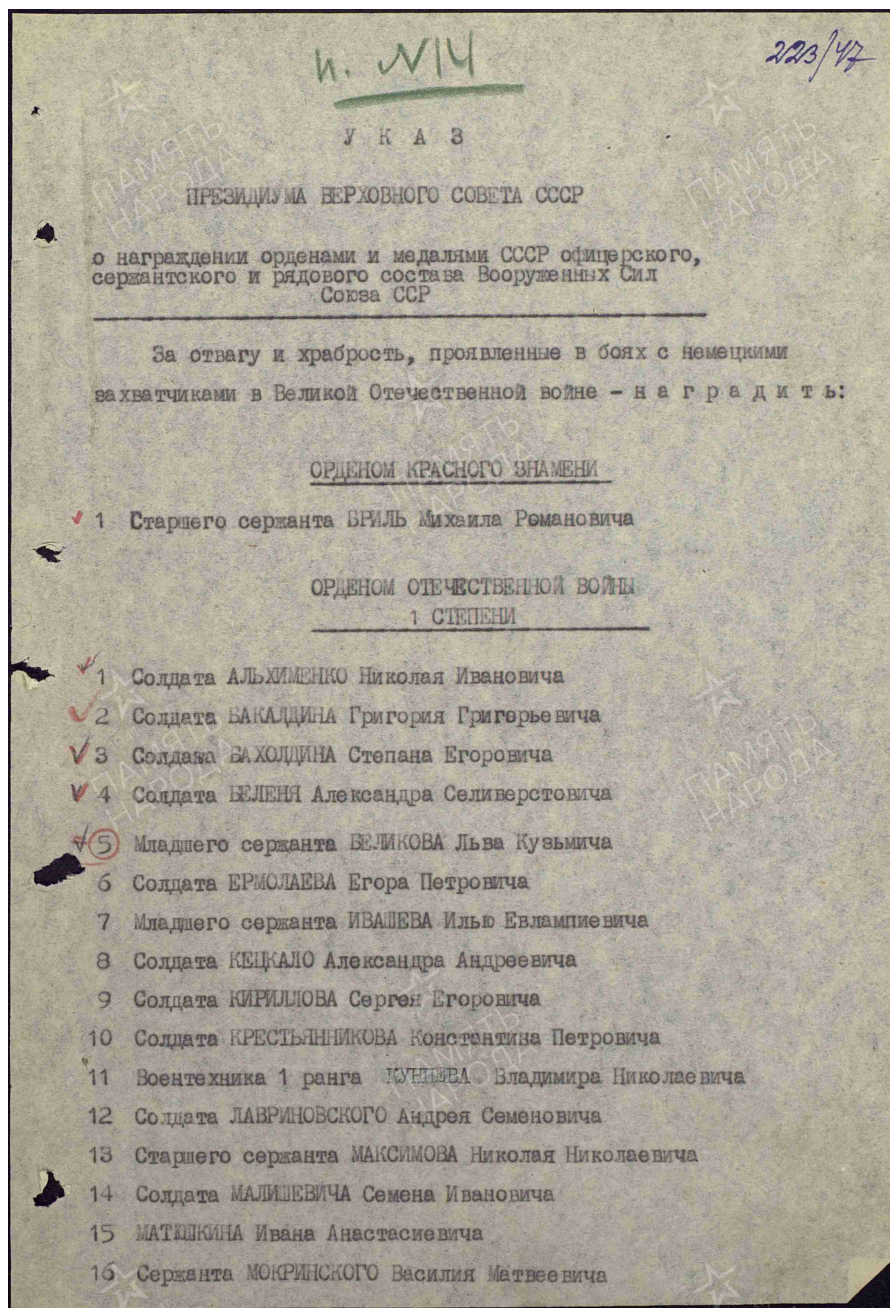 п. №14
223/47
У К А З
ПРЕЗИДИУМА ВЕРХОВНОГО СОВЕТА СССР
о награждении орденами и медалями СССР офицерского,
сержантского и рядового состава Вооруженных Сил
Союза ССР
За отвагу и храбрость, проявленные в боях с немецкими
захватчиками в Великой Отечественной войне – н а г р а д и т ь:
ОРДЕНОМ КРАСНОГО ЗНАМЕНИ
1 Старшего сержанта БРИЛЬ Михаила Романовича
ОРДЕНОМ ОТЕЧЕСТВЕННОЙ ВОЙНЫ
1 СТЕПЕНИ
1 Солдата АЛЬХИМЕНКО Николая Ивановича
2 Солдата БАКАЛДИНА Григория Григорьевича
3 Солдата БАХОЛДИНА Степана Егоровича
4 Солдата БЕЛЕНЯ Александра Селиверстовича
5 Младшего сержанта БЕЛИКОВА Льва Кузьмича
6 Солдата ЕРМОЛАЕВА Егора Петровича
7 Младшего сержанта ИВАШЕВА Илью Евлампиевича
8 Солдата КЕЦКАЛО Александра Андреевича
9 Солдата КИРИЛЛОВА Сергея Егоровича
10 Солдата КРЕСТЬЯННИКОВА Константина Петровича
11 Воентехника 1 ранга Владимира Николаевича
12 Солдата ЛАВРИНОВСКОГО Андрея Семеновича
13 Старшего сержанта МАКСИМОВА Николая Николаевича
14 Солдата МАЛИШЕВИЧА Семена Ивановича
15 МАТЮШКИНА Ивана Анастасиевича
16 Сержанта МОКРИНСКОГО Василия Матвеевича
ПАМЯТЬ
НАРОДА